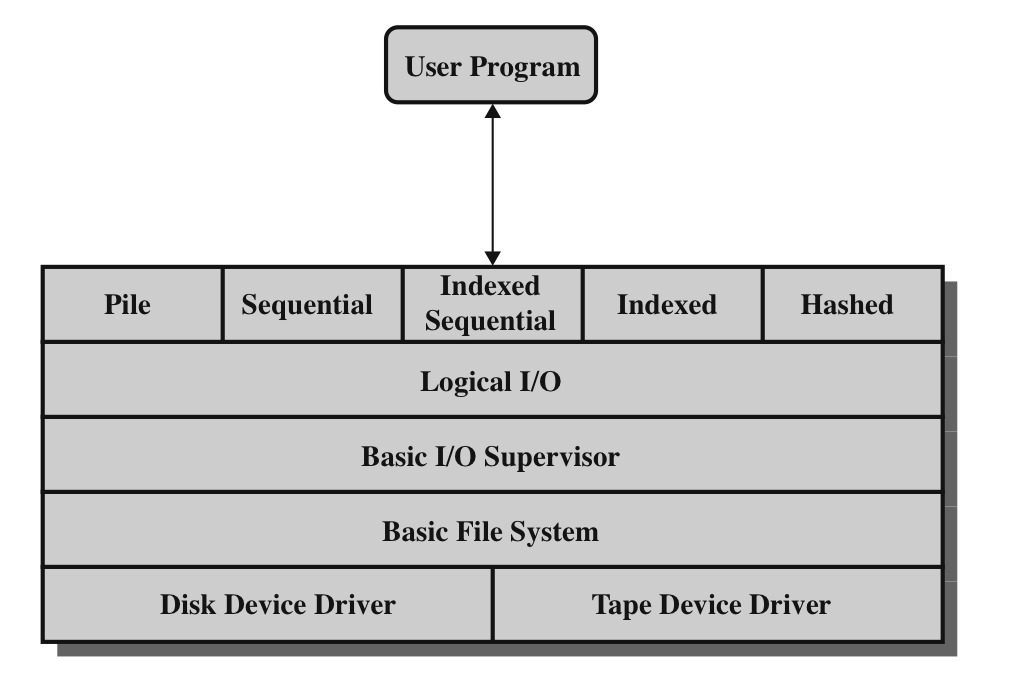 User Program
Pile
Sequential
Indexed
Sequential
Indexed
Hashed
Logical I/O
Basic I/O Supervisor
Basic File System
Disk Device Driver
Tape Device Driver